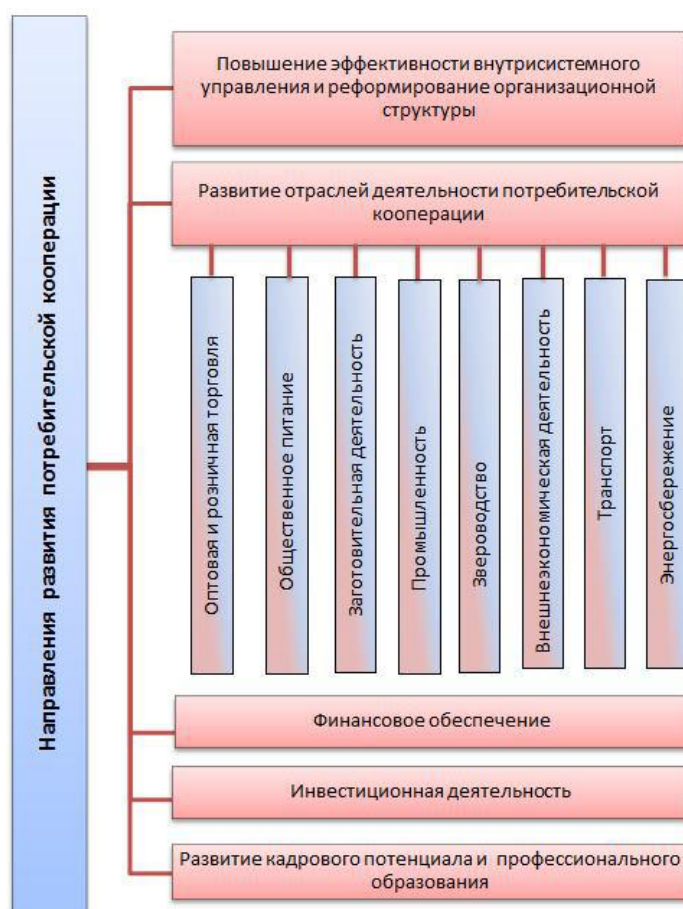 Направления развития потребительской кооперации
Повышение эффективности внутрисистемного
управления и реформирование организационной
структуры
Развитие отраслей деятельности потребительской
кооперации
Оптовая и розничная торговля
Общественное питание
Заготовительная деятельность
Промышленность
Звероводство
Внешнеэкономическая деятельность
Транспорт
Энергосбережение
Финансовое обеспечение
Инвестиционная деятельность
Развитие кадрового потенциала и профессионального
образования